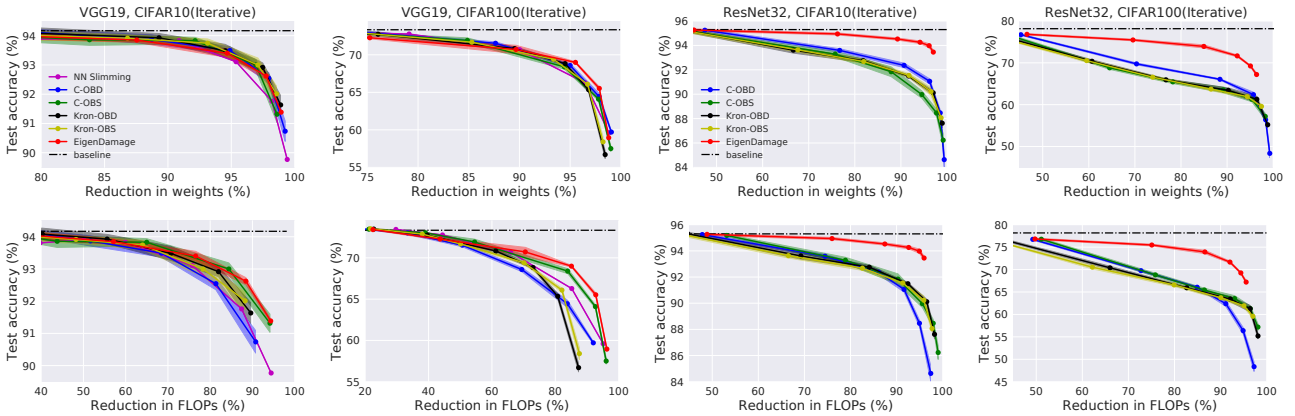 VGG19, CIFAR10(Iterative)
Test accuracy (%)
94
93
92
91
90
NN Slimming
C-OBD
C-OBS
Kron-OBD
Kron-OBS
EigenDamage
baseline
80 85 90 95 100
Reduction in weights (%)
VGG19, CIFAR100(Iterative)
Test accuracy (%)
70
65
60
55
75 80 85 90 95 100
Reduction in weights (%)
ResNet32, CIFAR10(Iterative)
Test accuracy (%)
96
94
92
90
88
86
84
C-OBD
C-OBS
Kron-OBD
Kron-OBS
EigenDamage
baseline
50 60 70 80 90 100
Reduction in weights (%)
ResNet32, CIFAR100(Iterative)
Test accuracy (%)
80
70
60
50
C-OBD
C-OBS
Kron-OBD
Kron-OBS
EigenDamage
baseline
50 60 70 80 90 100
Reduction in weights (%)
Test accuracy (%)
94
93
92
91
90
40 50 60 70 80 90 100
Reduction in FLOPs (%)
Test accuracy (%)
70
65
60
55
20 40 60 80 100
Reduction in FLOPs (%)
Test accuracy (%)
96
94
92
90
88
86
84
50 60 70 80 90 100
Reduction in FLOPs (%)
Test accuracy (%)
80
75
70
65
60
55
50
45
50 60 70 80 90 100
Reduction in FLOPs (%)